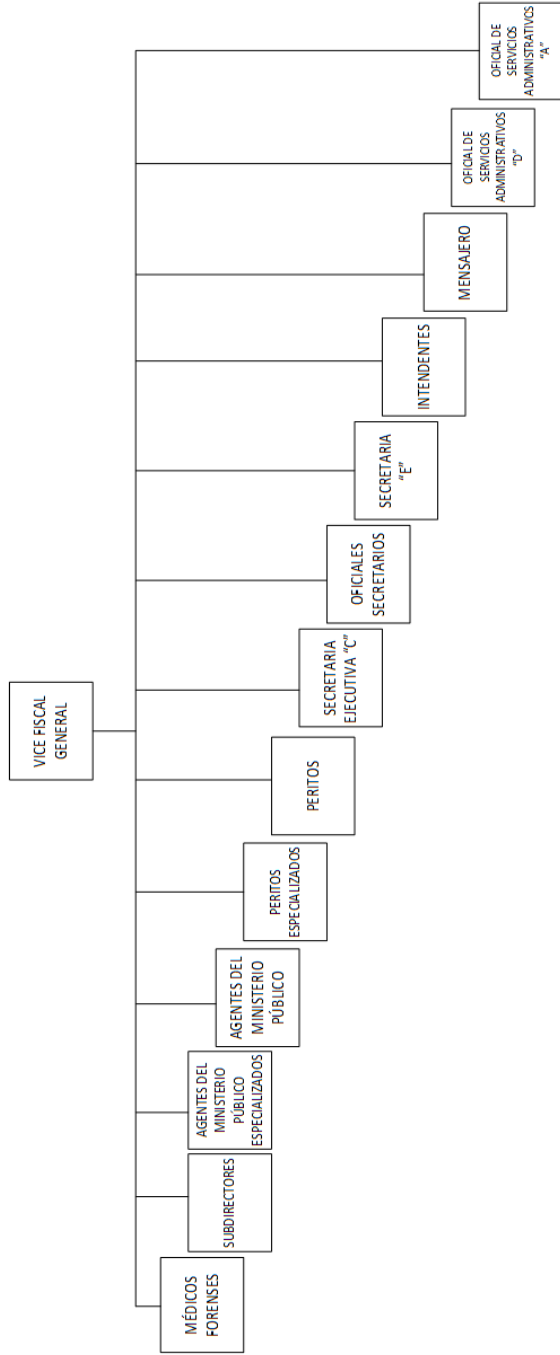 VICE FISCAL
GENERAL
MÉDICOS
FORENSES
SUBDIRECTORES
AGENTES DEL
MINISTERIO
PÚBLICO
ESPECIALIZADOS
AGENTES DEL
MINISTERIO
PÚBLICO
PERITOS
ESPECIALIZADOS
PERITOS
SECRETARIA
EJECUTIVA "C"
OFICIALES
SECRETARIOS
SECRETARIA
"E"
INTENDENTES
MENSAJERO
OFICIAL DE
SERVICIOS
ADMINISTRATIVOS
"D"
OFICIAL DE
SERVICIOS
ADMINISTRATIVOS
"A"